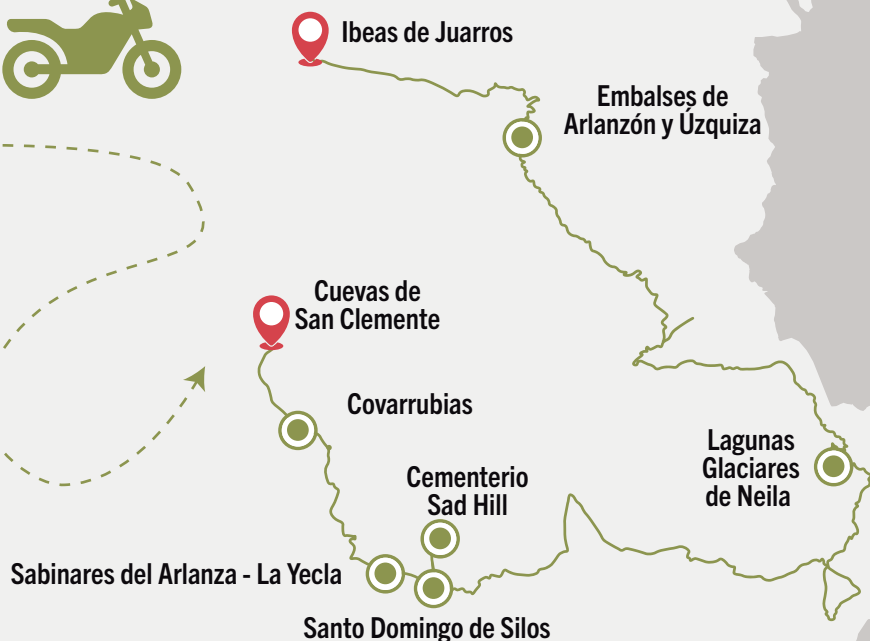 Ibeas de Juarros
Embalses de
Arlanzón y Úzquiza
Cuevas de
San Clemente
Covarrubias
Lagunas
Glaciares
de Neila
Cementerio
Sad Hill
Sabinares del Arlanza - La Yecla
Santo Domingo de Silos